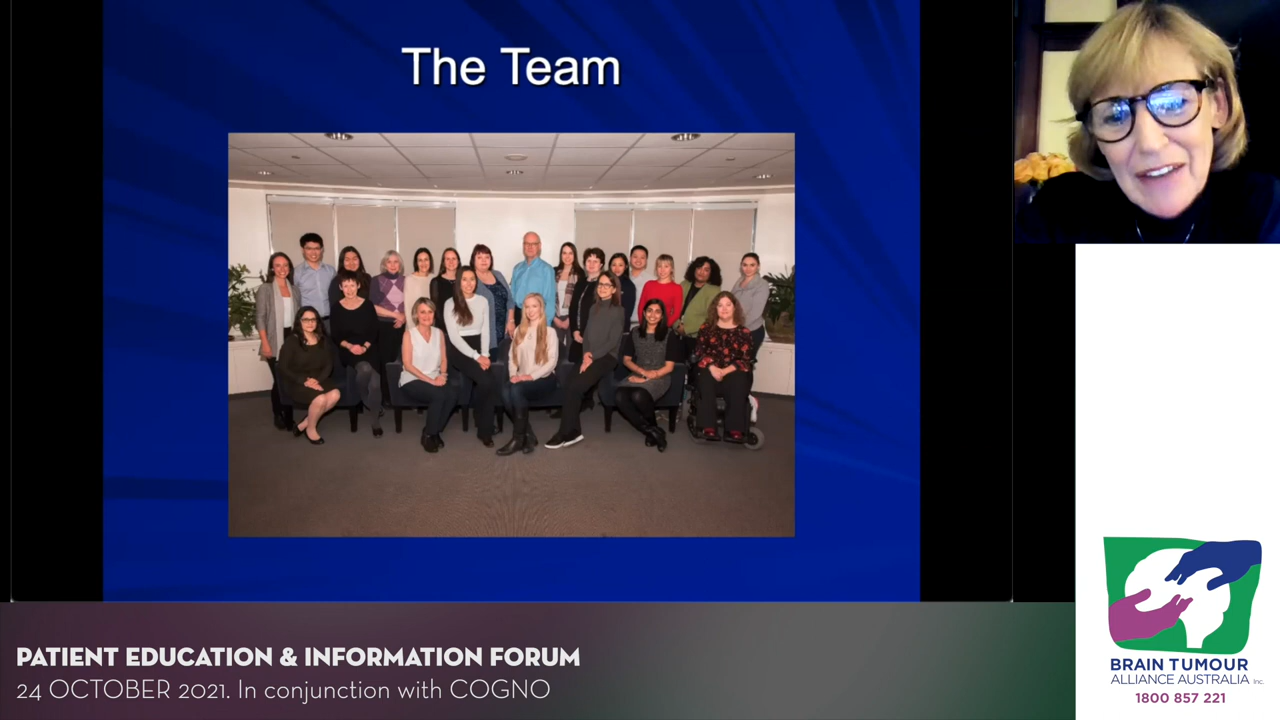 The Team
PATIENT EDUCATION & INFORMATION FORUM
24 OCTOBER 2021. In conjunction with COGNO
BRAIN TUMOUR
ALLIANCE AUSTRALIA Inc.
1800 857 221